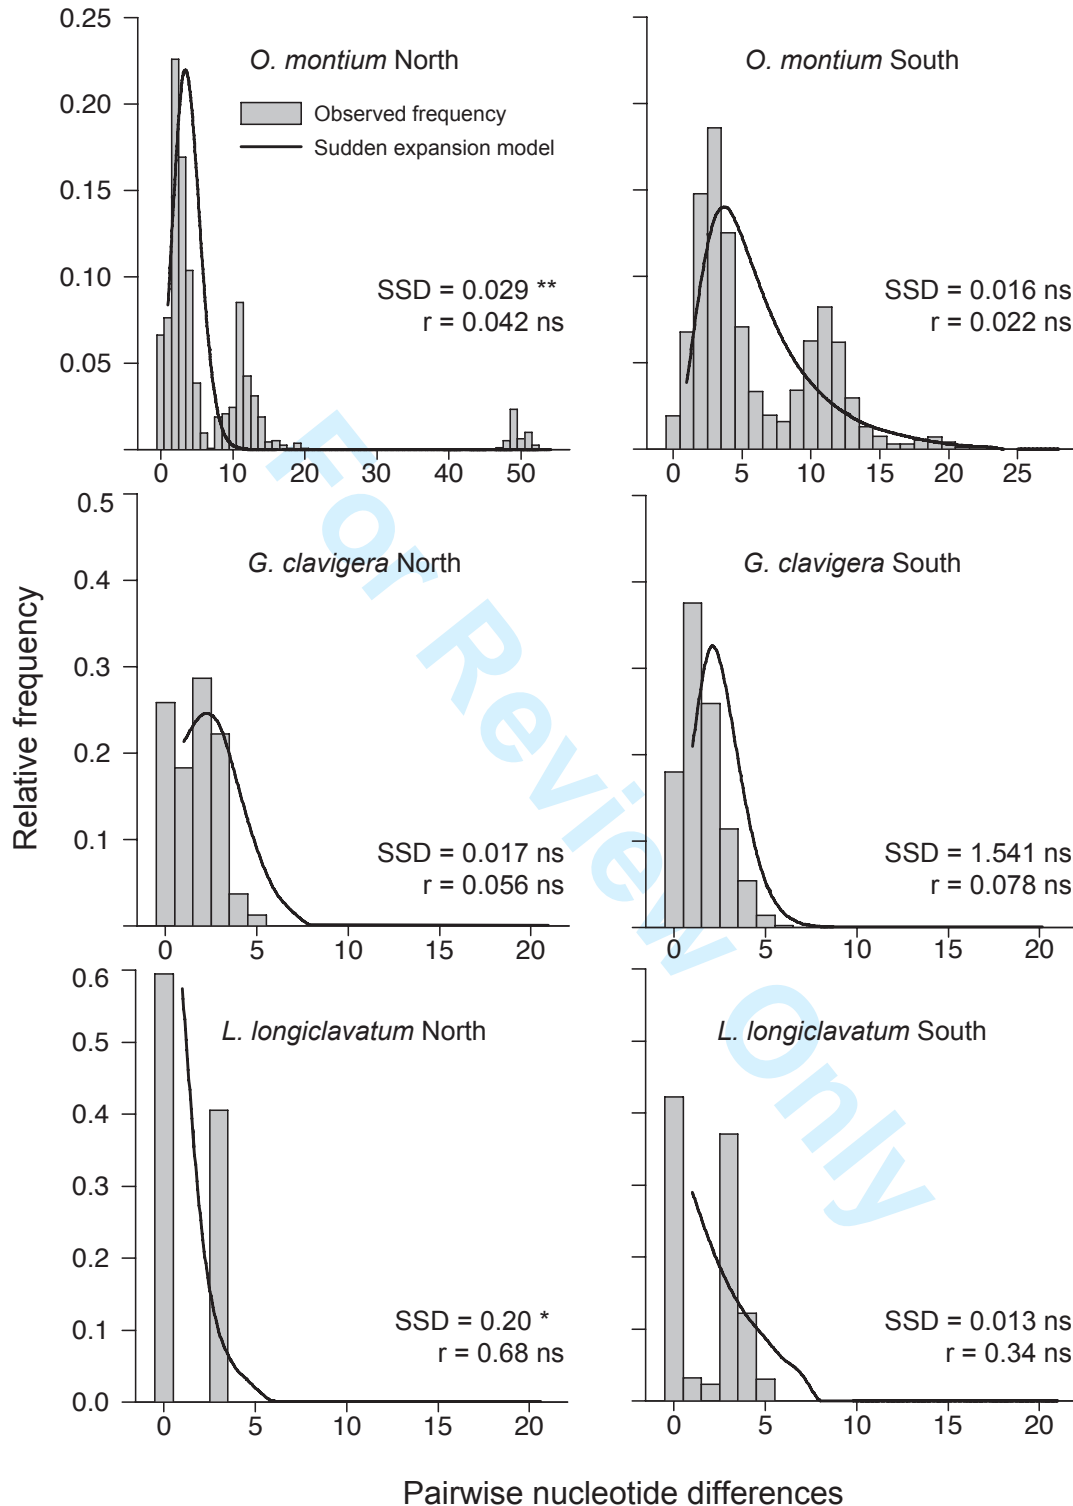 O. montium North
Observed frequency
Sudden expansion model
SSD = 0.029 **
r = 0.042 ns
0.25
0.20
0.15
0.10
0.05
0 10 20 30 40 50
O. montium South
SSD = 0.016 ns
r = 0.022 ns
0 5 10 15 20 25
G. clavigera North
SSD = 0.017 ns
r = 0.056 ns
0.5
0.4
0.3
0.2
0.1
0 5 10 15 20
G. clavigera South
SSD = 1.541 ns
r = 0.078 ns
0 5 10 15 20
L. longiclavatum North
SSD = 0.20 *
r = 0.68 ns
0.6
0.5
0.4
0.3
0.2
0.1
0.0
0 5 10 15 20
L. longiclavatum South
SSD = 0.013 ns
r = 0.34 ns
0 5 10 15 20
Relative frequency
Pairwise nucleotide differences
For Review Only